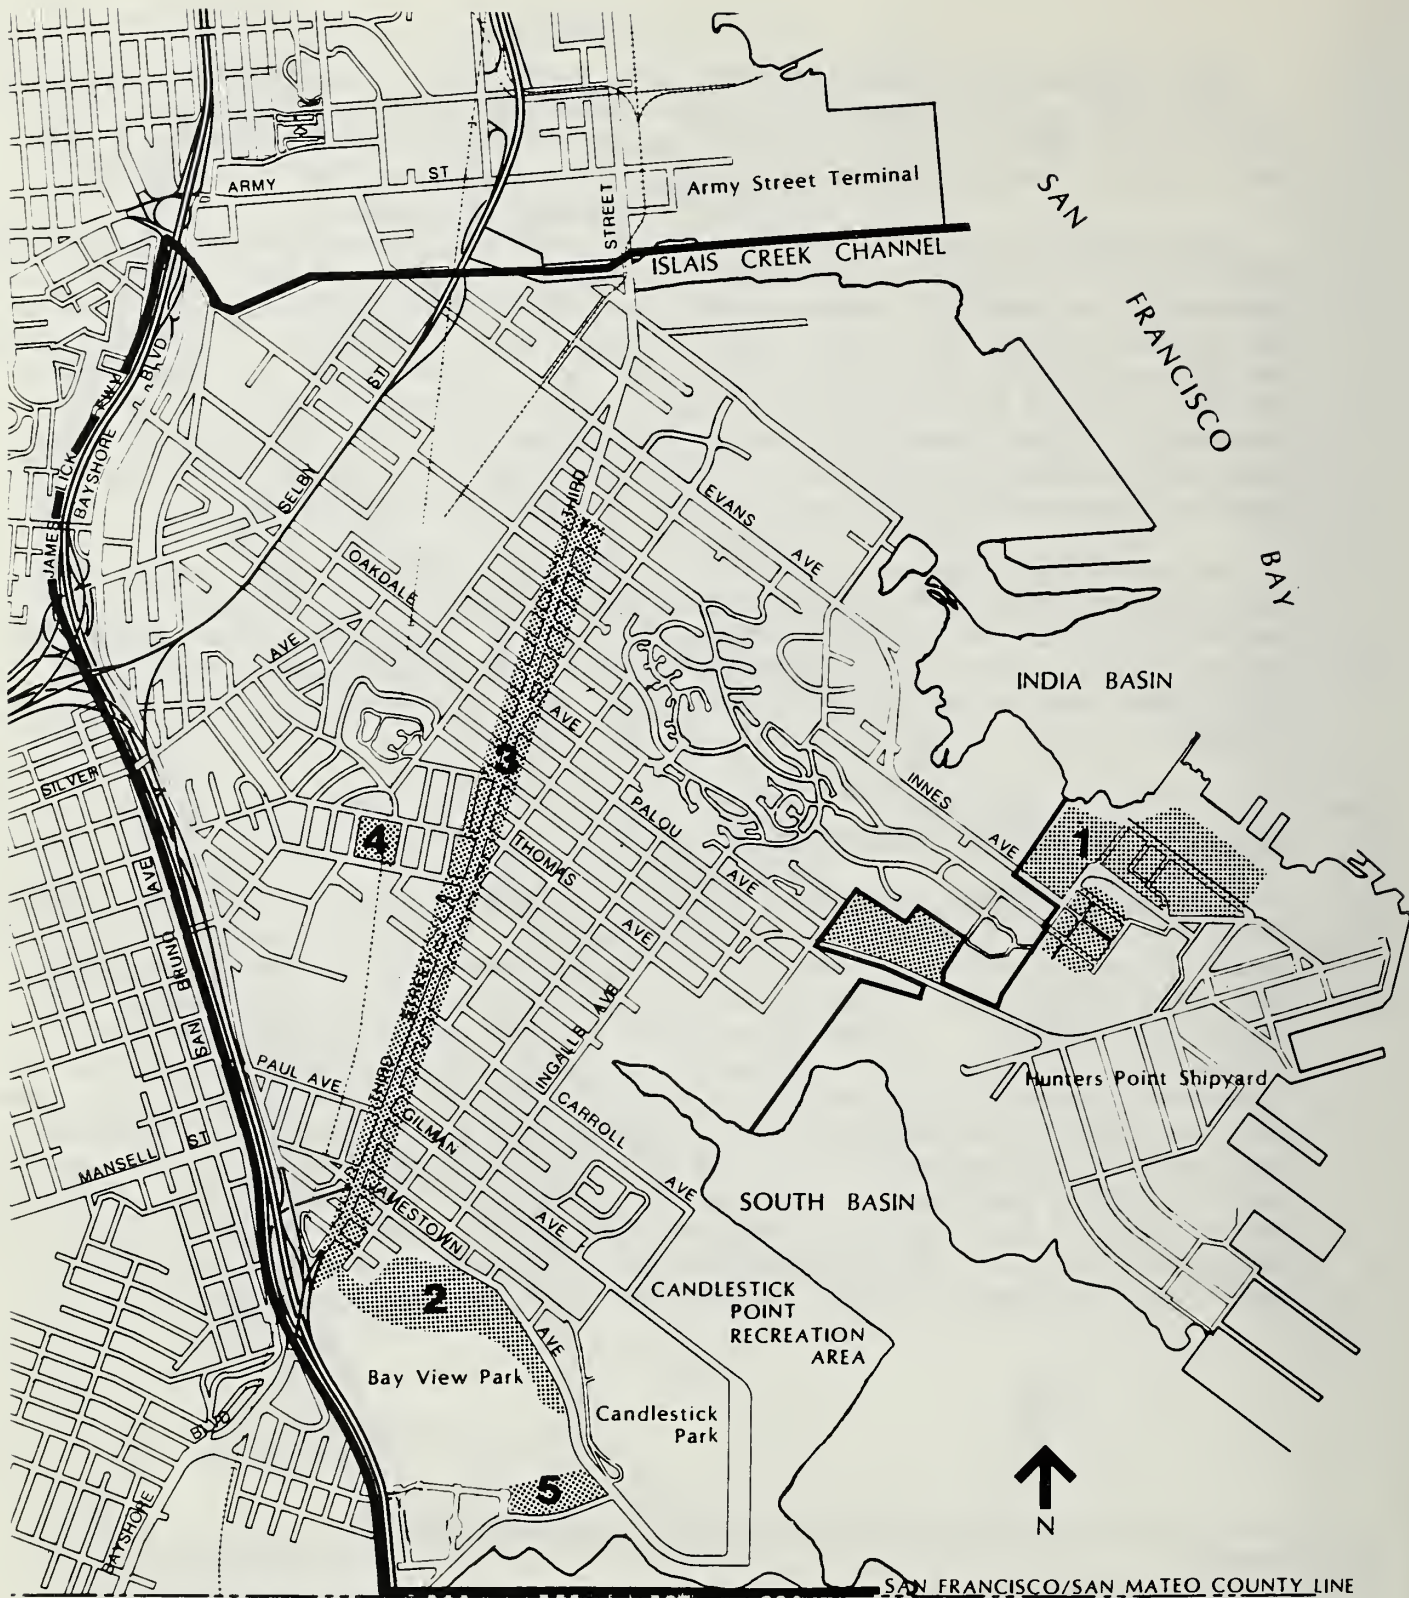 ARMY
ST
STREET
Army Street Terminal
ISLAIS CREEK CHANNEL
SAN
FRANCISCO
BAY
JAMES
LICK
FWY
BAYSHORE
BLVD
SELBY
ST
THIRD
EVANS
AVE
OAKDALE
AVE
INDIA BASIN
3
AVE
SILVER
AVE
4
PALOU
AVE
THOMAS
AVE
INNES
AVE
1
SAN
BRUNO
STREET
THIRD
INGALLS
AVE
PAUL AVE
GILMAN
AVE
CARROLL
AVE
Hunters Point Shipyard
MANSELL
ST
JAMESTOWN
AVE
SOUTH BASIN
2
CANDLESTICK
POINT
RECREATION
AREA
Bay View Park
Candlestick
Park
BAYSHORE
BLVD
5
N
SAN FRANCISCO/SAN MATEO COUNTY LINE